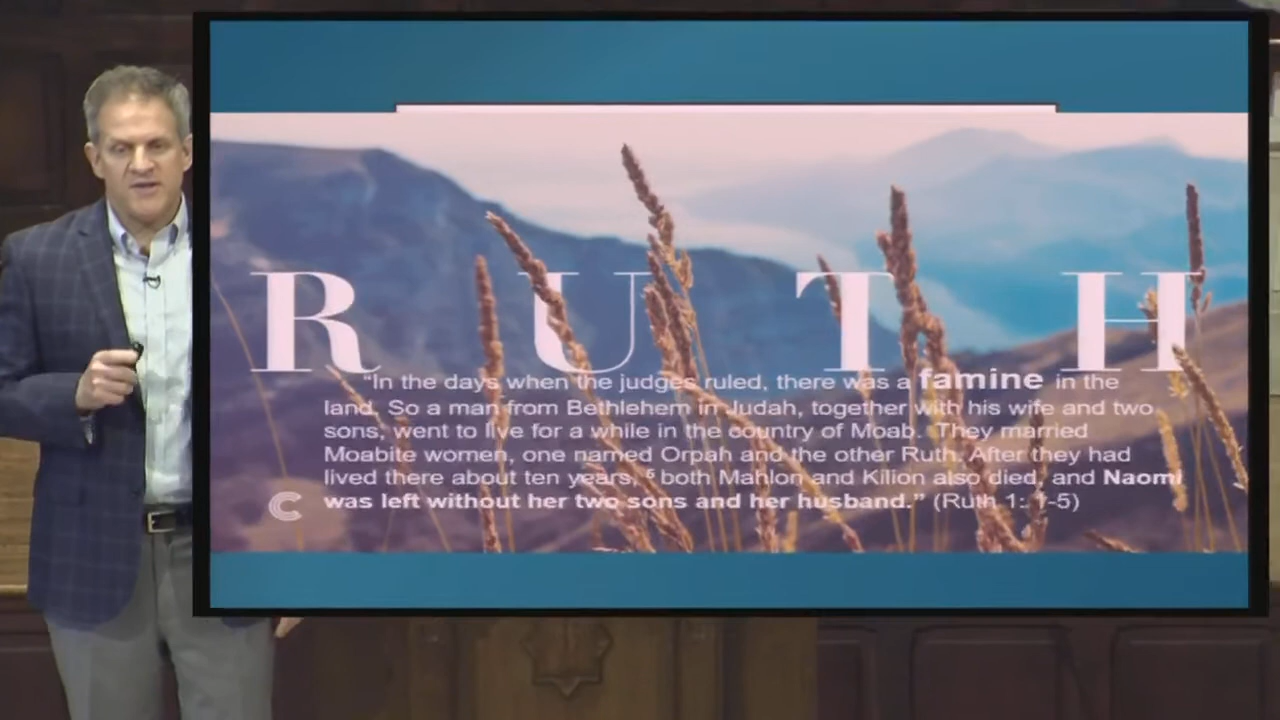 R U T H
"In the days when the judges ruled, there was a famine in the
land. So a man from Bethlehem in Judah, together with his wife and two
sons, went to live for a while in the country of Moab. They married
Moabite women, one named Orpah and the other Ruth. After they had
lived there about ten years, 5 both Mahlon and Kilion also died, and Naomi
was left without her two sons and her husband." (Ruth 1: 1-5)
C